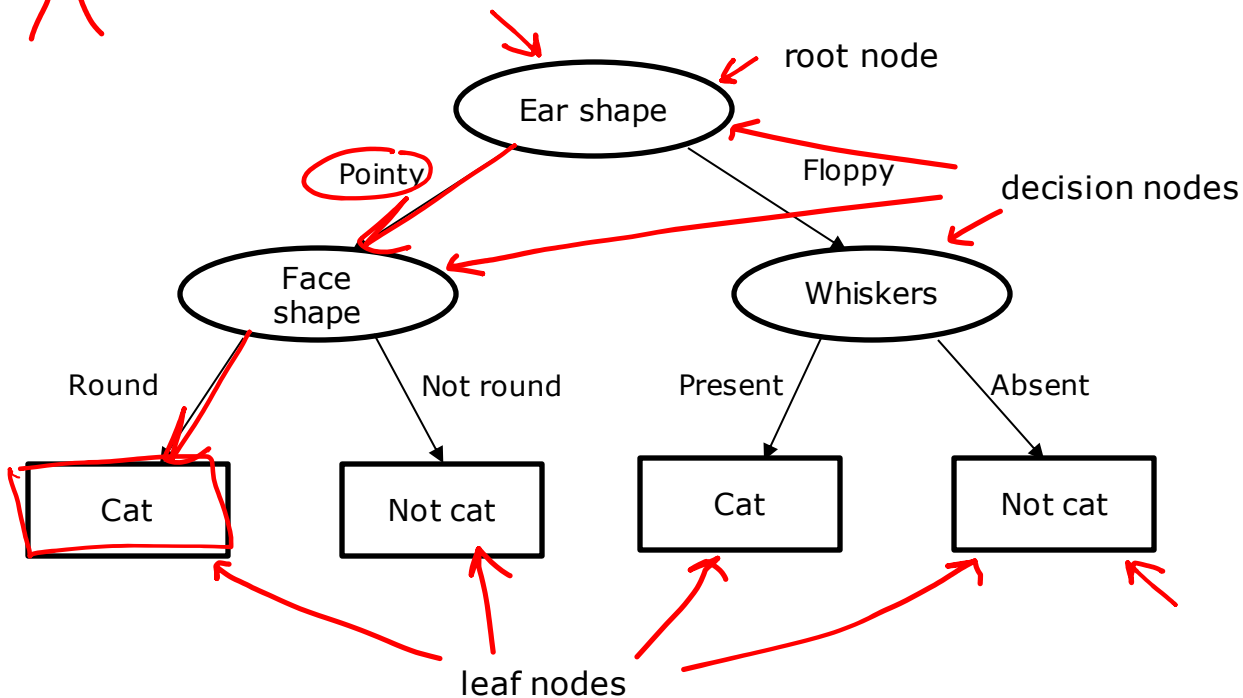 root node
Ear shape
Pointy
Floppy
decision nodes
Face
shape
Whiskers
Round
Not round
Present
Absent
Cat
Not cat
Cat
Not cat
leaf nodes